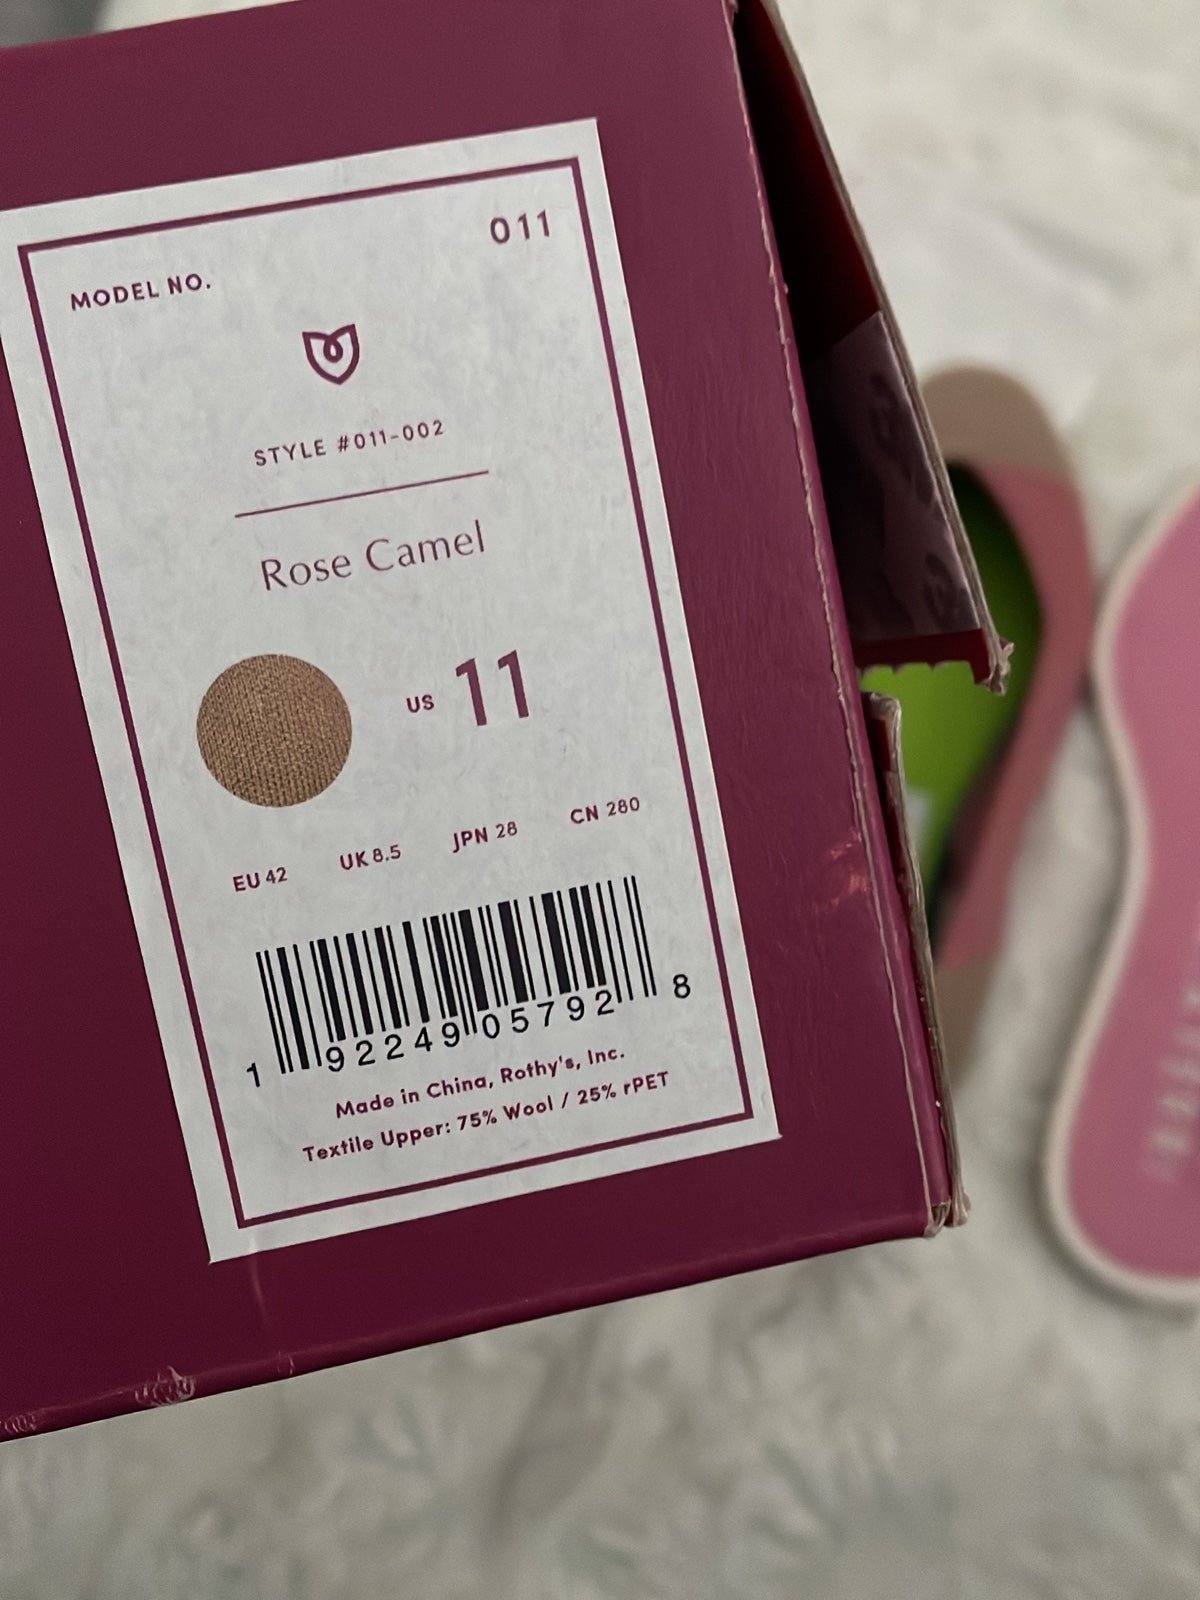 011
MODEL NO.
STYLE #011-002
Rose Camel
US 11
EU 42 UK 8.5 JPN 28 CN 280
1 92249 05792 8
Made in China, Rothy's, Inc.
Textile Upper: 75% Wool / 25% rPET